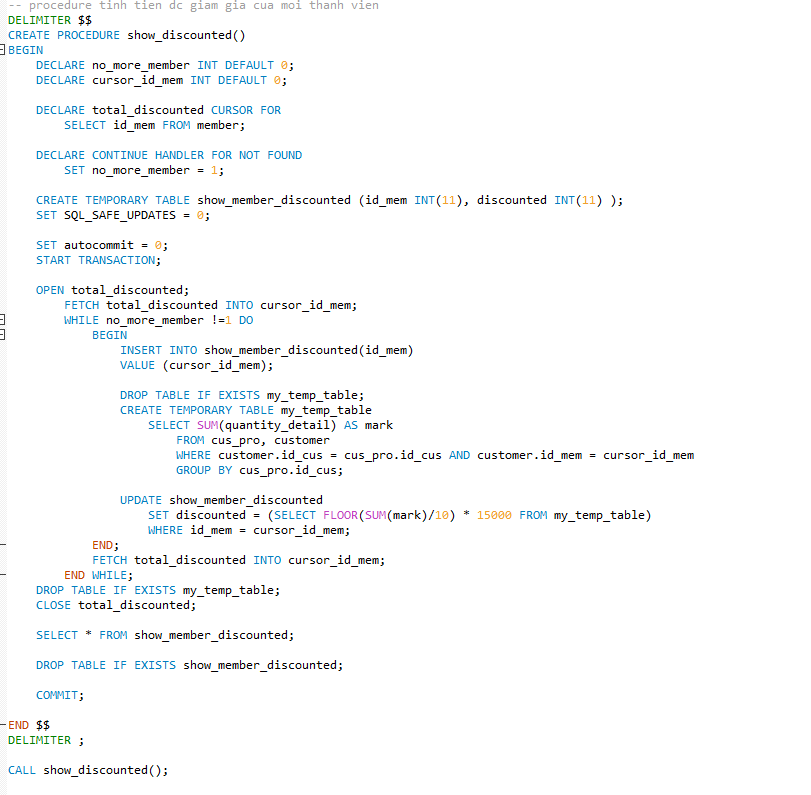 -- procedure tinh tien dc giam gia cua moi thanh vien
DELIMITER $$
CREATE PROCEDURE show_discounted()
BEGIN
DECLARE no_more_member INT DEFAULT 0;
DECLARE cursor_id_mem INT DEFAULT 0;
DECLARE total_discounted CURSOR FOR
SELECT id_mem FROM member;
DECLARE CONTINUE HANDLER FOR NOT FOUND
SET no_more_member = 1;
CREATE TEMPORARY TABLE show_member_discounted (id_mem INT(11), discounted INT(11) );
SET SQL_SAFE_UPDATES = 0;
SET autocommit = 0;
START TRANSACTION;
OPEN total_discounted;
FETCH total_discounted INTO cursor_id_mem;
WHILE no_more_member !=1 DO
BEGIN
INSERT INTO show_member_discounted(id_mem)
VALUE (cursor_id_mem);
DROP TABLE IF EXISTS my_temp_table;
CREATE TEMPORARY TABLE my_temp_table
SELECT SUM(quantity_detail) AS mark
FROM cus_pro, customer
WHERE customer.id_cus = cus_pro.id_cus AND customer.id_mem = cursor_id_mem
GROUP BY cus_pro.id_cus;
UPDATE show_member_discounted
SET discounted = (SELECT FLOOR(SUM(mark)/10) * 15000 FROM my_temp_table)
WHERE id_mem = cursor_id_mem;
END;
FETCH total_discounted INTO cursor_id_mem;
END WHILE;
DROP TABLE IF EXISTS my_temp_table;
CLOSE total_discounted;
SELECT * FROM show_member_discounted;
DROP TABLE IF EXISTS show_member_discounted;
COMMIT;
END $$
DELIMITER ;
CALL show_discounted();